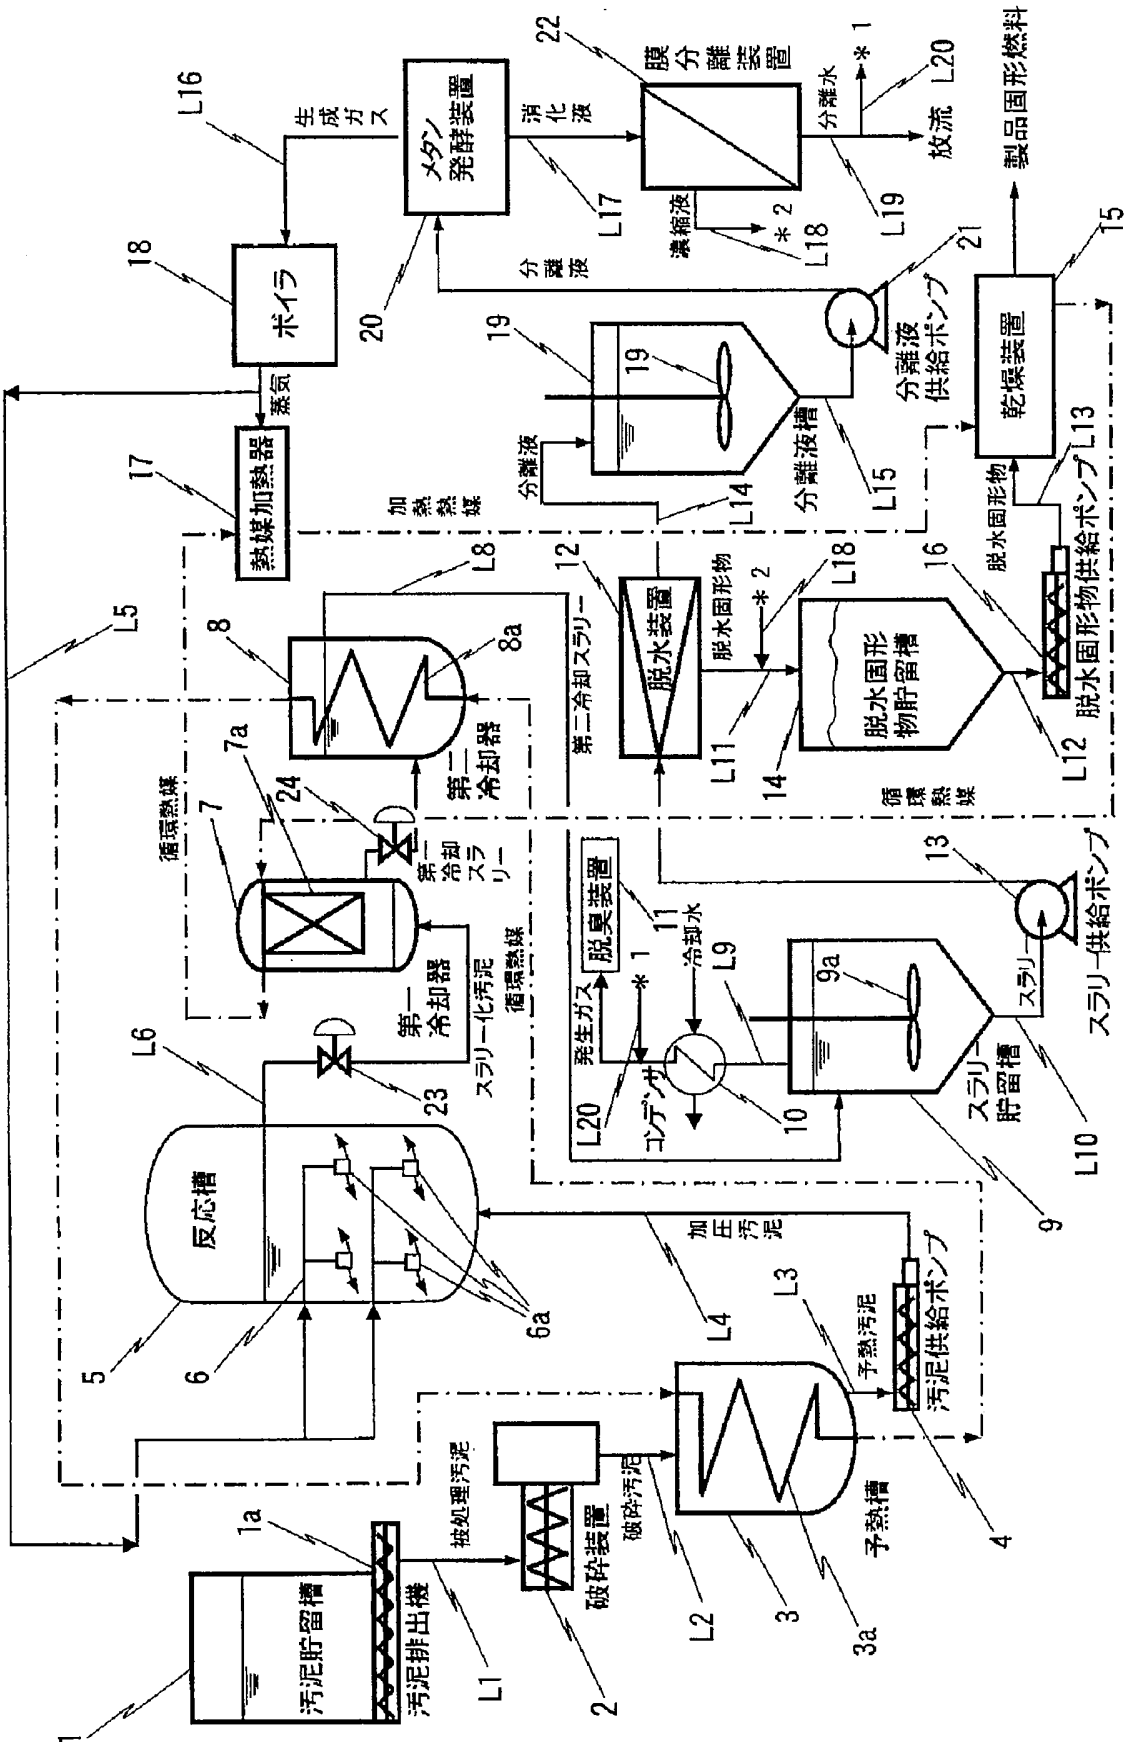 1
汚泥貯留槽
1a
汚泥排出機
L1
被処理汚泥
2
破砕装置
破砕汚泥
L2
3
3a
予熱槽
予熱汚泥
L3
4
汚泥供給ポンプ
加圧汚泥
L4
5
反応槽
6
6a
L5
L6
23
スラリー化汚泥
循環熱媒
第一
冷却器
7
7a
循環熱媒
24
第一
冷却スラ
リー
第二
冷却器
8
8a
L8
第二冷却スラリー
9
9a
スラリー
貯留槽
L9
10
コンデンサ
冷却水
L20
*1
発生ガス
脱臭装置
11
L10
スラリー
スラリー供給ポンプ
13
12
脱水装置
L11
脱水固形物
*2
L18
14
脱水固形
物貯留槽
L12
16
脱水固形物供給ポンプ
脱水固形物
L13
循環熱媒
乾燥装置
15
製品固形燃料
17
熱媒加熱器
加熱熱媒
蒸気
18
ボイラ
L16
生成ガス
L14
分離液
19
19
分離液槽
L15
分離液
供給ポンプ
21
分離液
20
メタン
発酵装置
消化液
L17
22
膜分離装置
濃縮液
*2
L18
分離水
*1
L19
L20
放流